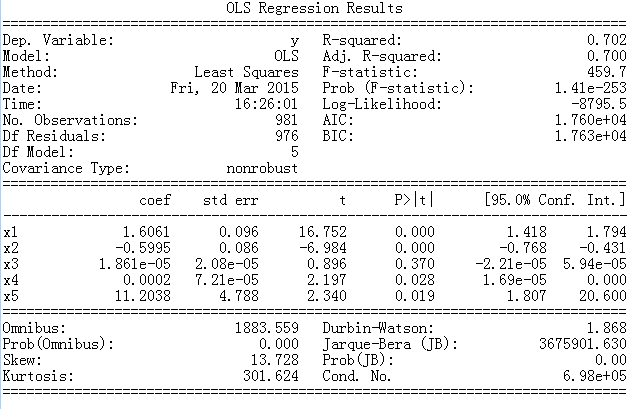 OLS Regression Results
==============================================================================
Dep. Variable: y R-squared: 0.702
Model: OLS Adj. R-squared: 0.700
Method: Least Squares F-statistic: 459.7
Date: Fri, 20 Mar 2015 Prob (F-statistic): 1.41e-253
Time: 16:26:01 Log-Likelihood: -8795.5
No. Observations: 981 AIC: 1.760e+04
Df Residuals: 976 BIC: 1.763e+04
Df Model: 5
Covariance Type: nonrobust
==============================================================================
coef std err t P>|t| [95.0% Conf. Int.]
------------------------------------------------------------------------------
x1 1.6061 0.096 16.752 0.000 1.418 1.794
x2 -0.5995 0.086 -6.984 0.000 -0.768 -0.431
x3 1.861e-05 2.08e-05 0.896 0.370 -2.21e-05 5.94e-05
x4 0.0002 7.21e-05 2.197 0.028 1.69e-05 0.000
x5 11.2038 4.788 2.340 0.019 1.807 20.600
==============================================================================
Omnibus: 1883.559 Durbin-Watson: 1.868
Prob(Omnibus): 0.000 Jarque-Bera (JB): 3675901.630
Skew: 13.728 Prob(JB): 0.00
Kurtosis: 301.624 Cond. No. 6.98e+05
==============================================================================